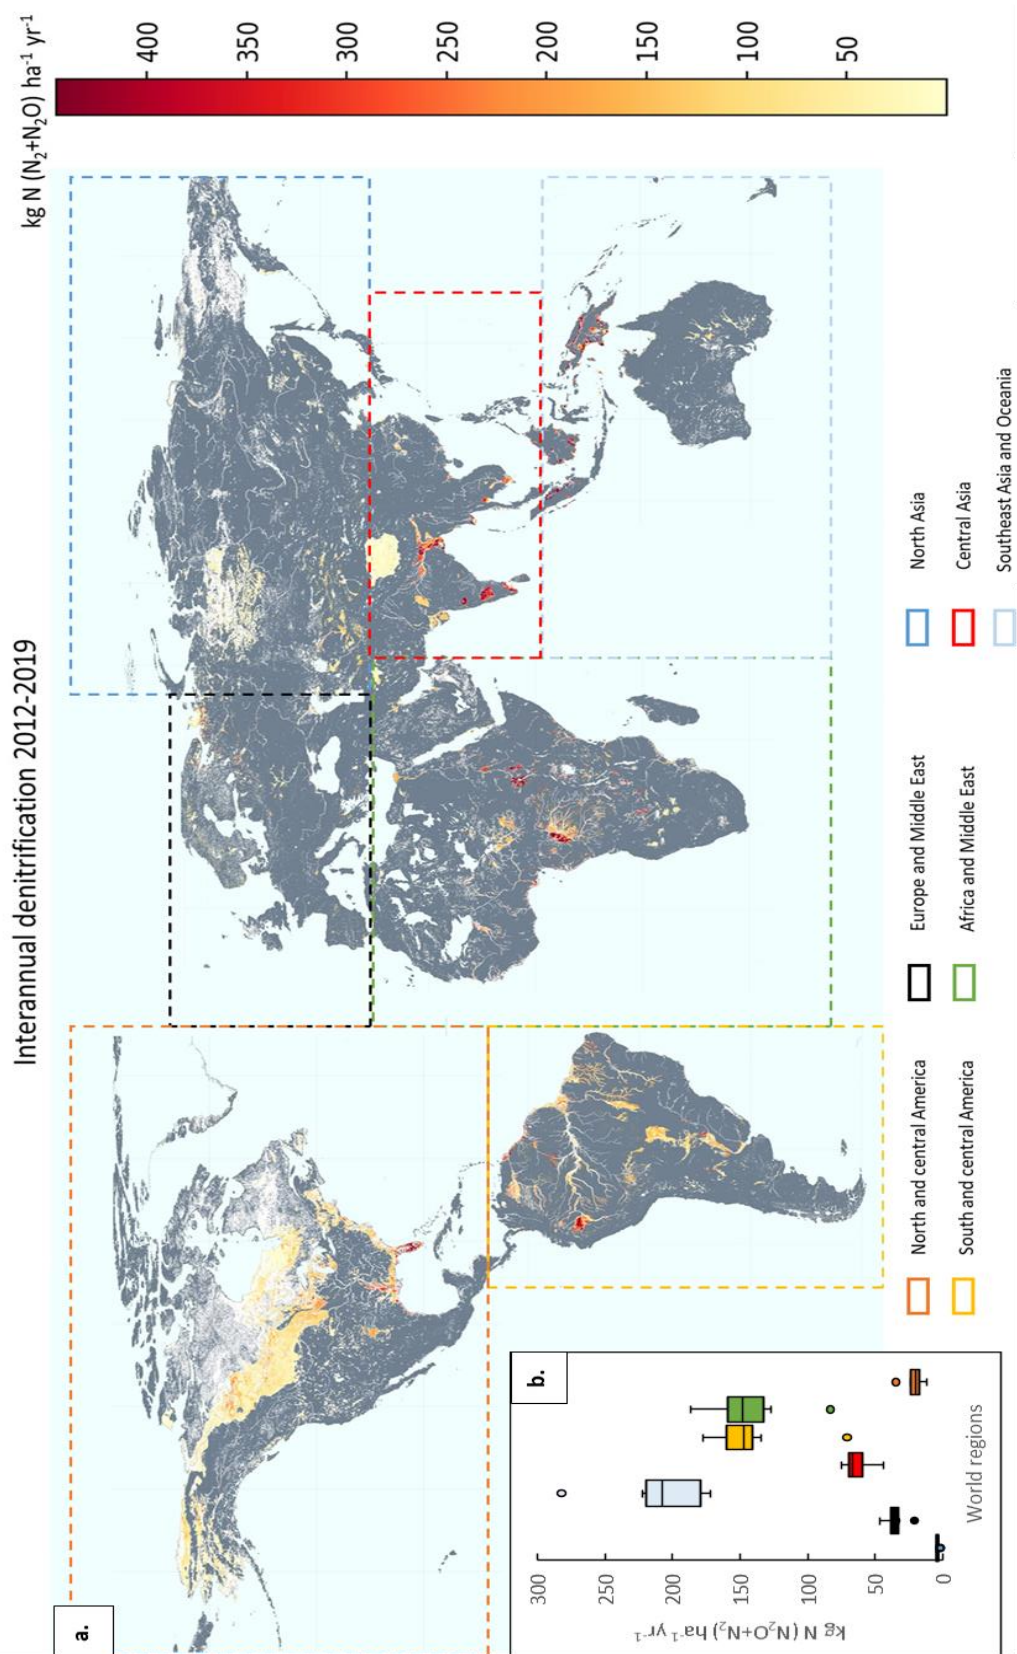 Interannual denitrification 2012-2019
kg N (N₂+N₂O) ha⁻¹ yr⁻¹
400
350
300
250
200
150
100
50
a.
b.
300
250
200
150
100
50
0
kg N (N₂O+N₂) ha⁻¹ yr⁻¹
World regions
North and central America
Europe and Middle East
North Asia
South and central America
Africa and Middle East
Central Asia
Southeast Asia and Oceania